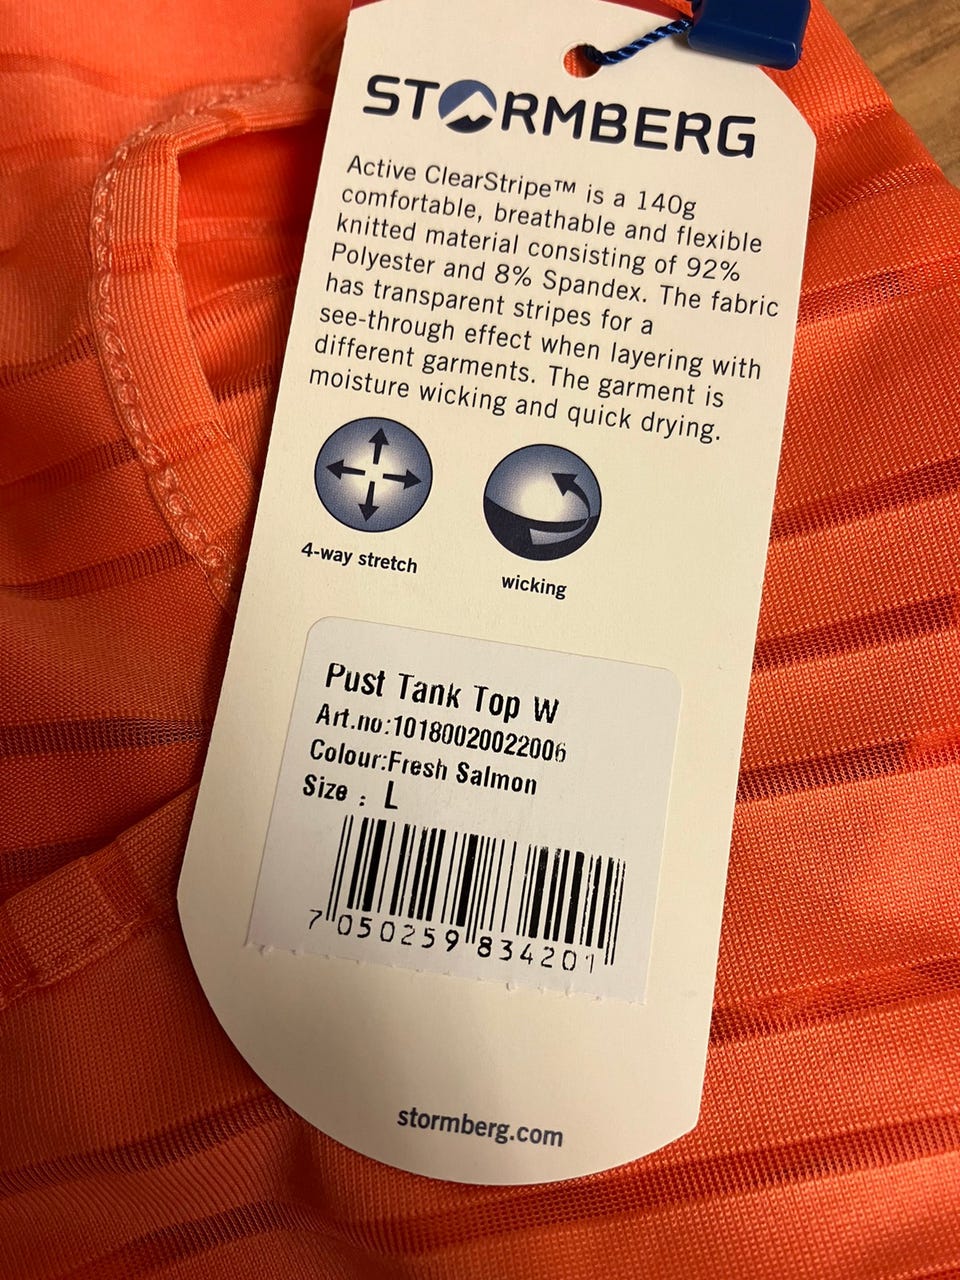 STORMBERG
Active ClearStripe™ is a 140g
comfortable, breathable and flexible
knitted material consisting of 92%
Polyester and 8% Spandex. The fabric
has transparent stripes for a
see-through effect when layering with
different garments. The garment is
moisture wicking and quick drying.
4-way stretch
wicking
Pust Tank Top W
Art.no:10180020022006
Colour:Fresh Salmon
Size : L
7 050259 834201
stormberg.com